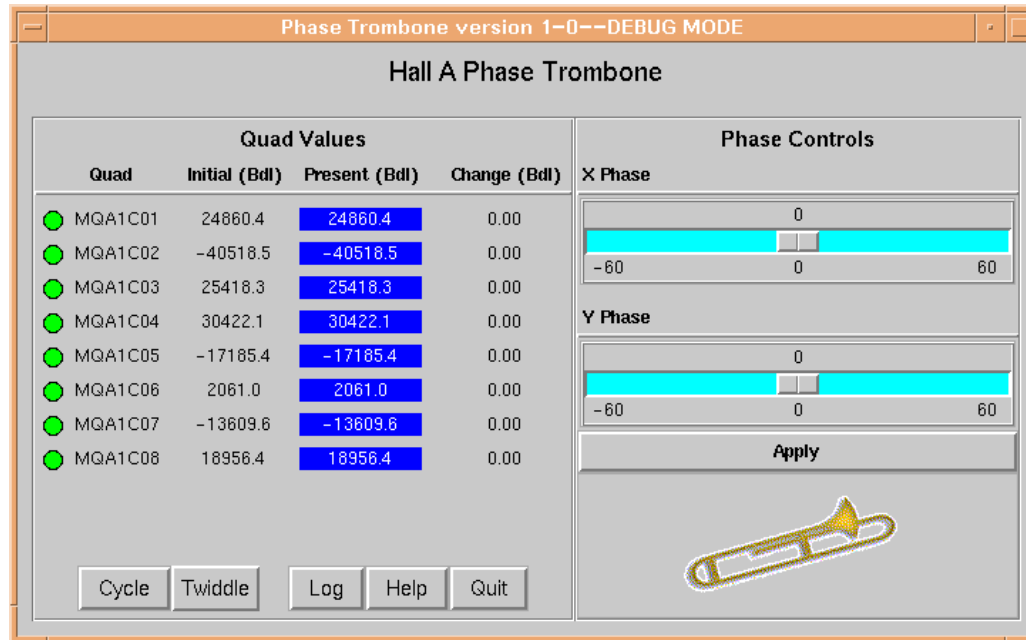 Phase Trombone version 1-0--DEBUG MODE
Hall A Phase Trombone
Quad Values
Quad Initial (Bdl) Present (Bdl) Change (Bdl)
MQA1C01 24860.4 24860.4 0.00
MQA1C02 -40518.5 -40518.5 0.00
MQA1C03 25418.3 25418.3 0.00
MQA1C04 30422.1 30422.1 0.00
MQA1C05 -17185.4 -17185.4 0.00
MQA1C06 2061.0 2061.0 0.00
MQA1C07 -13609.6 -13609.6 0.00
MQA1C08 18956.4 18956.4 0.00
Cycle Twiddle Log Help Quit
Phase Controls
X Phase
0
-60 0 60
Y Phase
0
-60 0 60
Apply